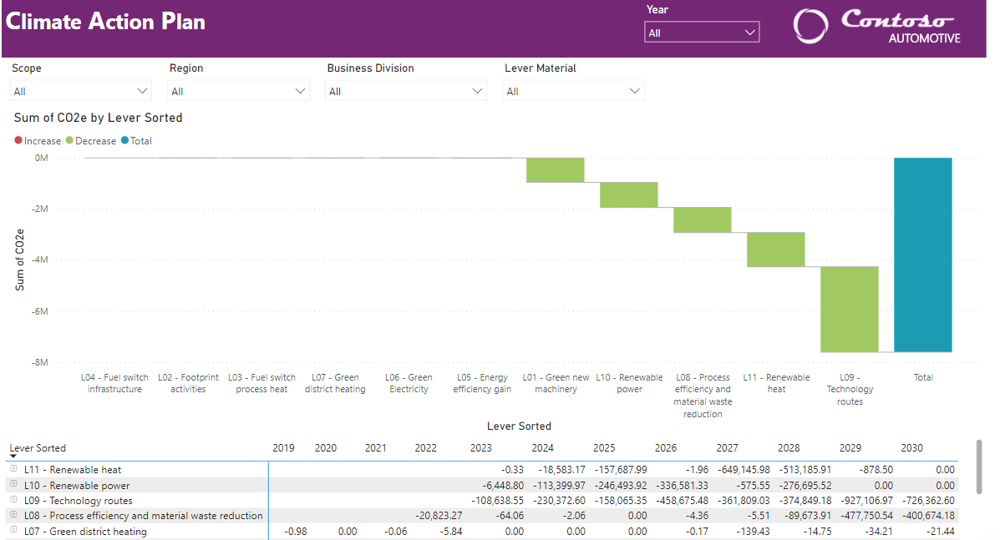 Climate Action Plan
Year
All
Contoso
AUTOMOTIVE
Scope
Region
Business Division
Lever Material
All
All
All
All
Sum of CO2e by Lever Sorted
Increase Decrease Total
0M
-2M
-4M
-6M
-8M
Sum of CO2e
L04 - Fuel switch infrastructure
L02 - Footprint activities
L03 - Fuel switch process heat
L07 - Green district heating
L06 - Green Electricity
L05 - Energy efficiency gain
L01 - Green new machinery
L10 - Renewable power
L08 - Process efficiency and material waste reduction
L11 - Renewable heat
L09 - Technology routes
Total
Lever Sorted
Lever Sorted 2019 2020 2021 2022 2023 2024 2025 2026 2027 2028 2029 2030
L11 - Renewable heat -0.33 -18,583.17 -157,687.99 -1.96 -649,145.98 -513,185.91 -878.50 0.00
L10 - Renewable power -6,448.80 -113,399.97 -246,493.92 -336,581.33 -575.55 -276,695.52 0.00 0.00
L09 - Technology routes -108,638.55 -230,372.60 -158,065.35 -458,675.48 -361,809.03 -374,849.18 -927,106.97 -726,362.60
L08 - Process efficiency and material waste reduction -20,823.27 -64.06 -2.06 0.00 -4.36 -5.51 -89,673.91 -477,750.54 -400,674.18
L07 - Green district heating -0.98 0.00 -0.06 -5.84 0.00 0.00 0.00 -0.17 -139.43 -14.75 -34.21 -21.44